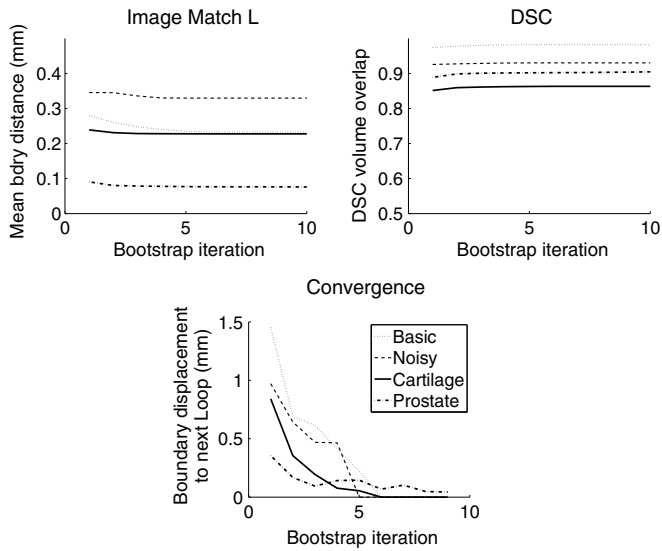 Image Match L
Mean bdry distance (mm)
0.4
0.3
0.2
0.1
0
0
5
10
Bootstrap iteration
DSC
DSC volume overlap
0.9
0.8
0.7
0.6
0.5
0
5
10
Bootstrap iteration
Convergence
Boundary displacement
to next Loop (mm)
1.5
1
0.5
0
0
5
10
Bootstrap iteration
Basic
Noisy
Cartilage
Prostate